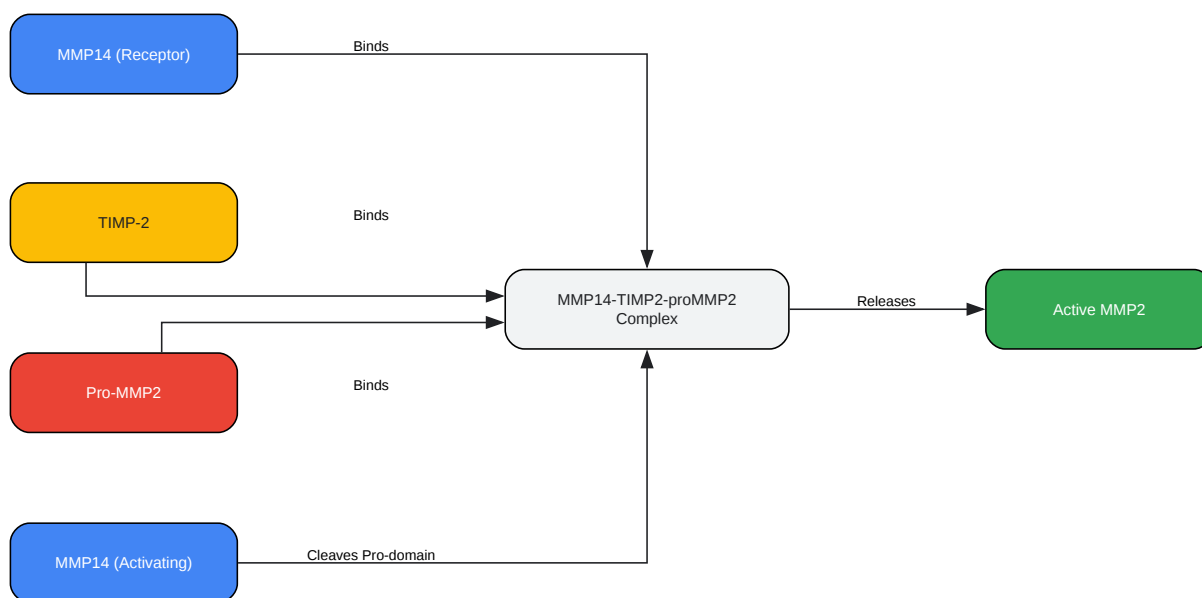 MMP14 (Receptor)
Binds
TIMP-2
Binds
MMP14-TIMP2-proMMP2
Complex
Releases
Active MMP2
Pro-MMP2
Binds
MMP14 (Activating)
Cleaves Pro-domain